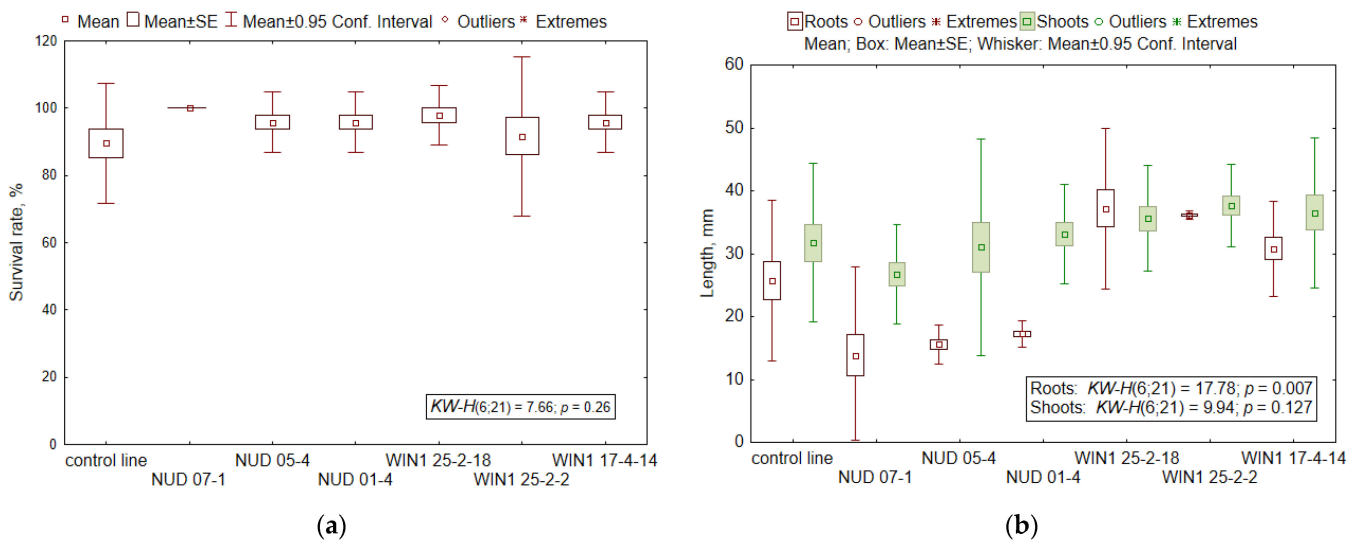 Mean Mean±SE Mean±0.95 Conf. Interval Outliers Extremes
120
100
80
60
40
20
0
Survival rate, %
KW-H(6;21) = 7.66; p = 0.26
control line NUD 05-4 WIN1 25-2-18 WIN1 17-4-14
NUD 07-1 NUD 01-4 WIN1 25-2-2
(a)
Roots Outliers Extremes Shoots Outliers Extremes
Mean; Box: Mean±SE; Whisker: Mean±0.95 Conf. Interval
60
50
40
30
20
10
0
Length, mm
Roots: KW-H(6;21) = 17.78; p = 0.007
Shoots: KW-H(6;21) = 9.94; p = 0.127
control line NUD 05-4 WIN1 25-2-18 WIN1 17-4-14
NUD 07-1 NUD 01-4 WIN1 25-2-2
(b)